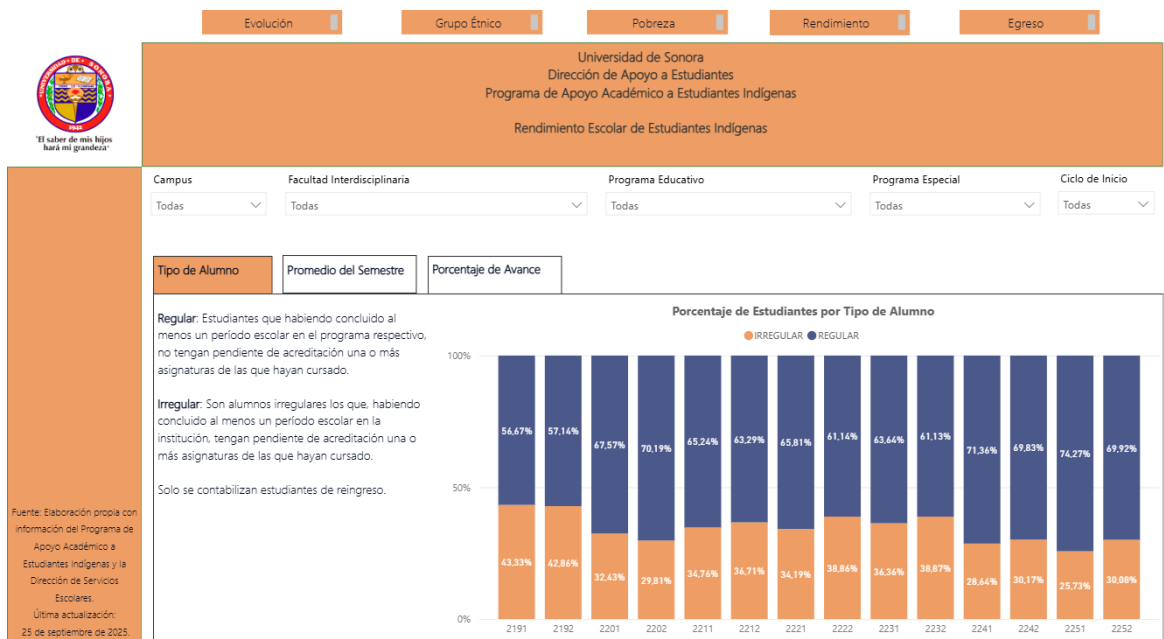 Evolución
Grupo Étnico
Pobreza
Rendimiento
Egreso
UNIVERSIDAD DE SONORA
1942
"El saber de mis hijos
hará mi grandeza"
Universidad de Sonora
Dirección de Apoyo a Estudiantes
Programa de Apoyo Académico a Estudiantes Indígenas
Rendimiento Escolar de Estudiantes Indígenas
Campus
Todas
Facultad Interdisciplinaria
Todas
Programa Educativo
Todas
Programa Especial
Todas
Ciclo de Inicio
Todas
Tipo de Alumno
Promedio del Semestre
Porcentaje de Avance
Regular: Estudiantes que habiendo concluido al
menos un período escolar en el programa respectivo,
no tengan pendiente de acreditación una o más
asignaturas de las que hayan cursado.
Irregular: Son alumnos irregulares los que, habiendo
concluido al menos un período escolar en la
institución, tengan pendiente de acreditación una o
más asignaturas de las que hayan cursado.
Solo se contabilizan estudiantes de reingreso.
Porcentaje de Estudiantes por Tipo de Alumno
IRREGULAR REGULAR
100%
56,67% 57,14% 67,57% 70,19% 65,24% 63,29% 65,81% 61,14% 63,64% 61,13% 71,36% 69,83% 74,27% 69,92%
50%
43,33% 42,86% 32,43% 29,81% 34,76% 36,71% 34,19% 38,86% 36,36% 38,87% 28,64% 30,17% 25,73% 30,08%
0%
2191 2192 2201 2202 2211 2212 2221 2222 2231 2232 2241 2242 2251 2252
Fuente: Elaboración propia con
información del Programa de
Apoyo Académico a
Estudiantes Indígenas y la
Dirección de Servicios
Escolares.
Última actualización:
25 de septiembre de 2025.